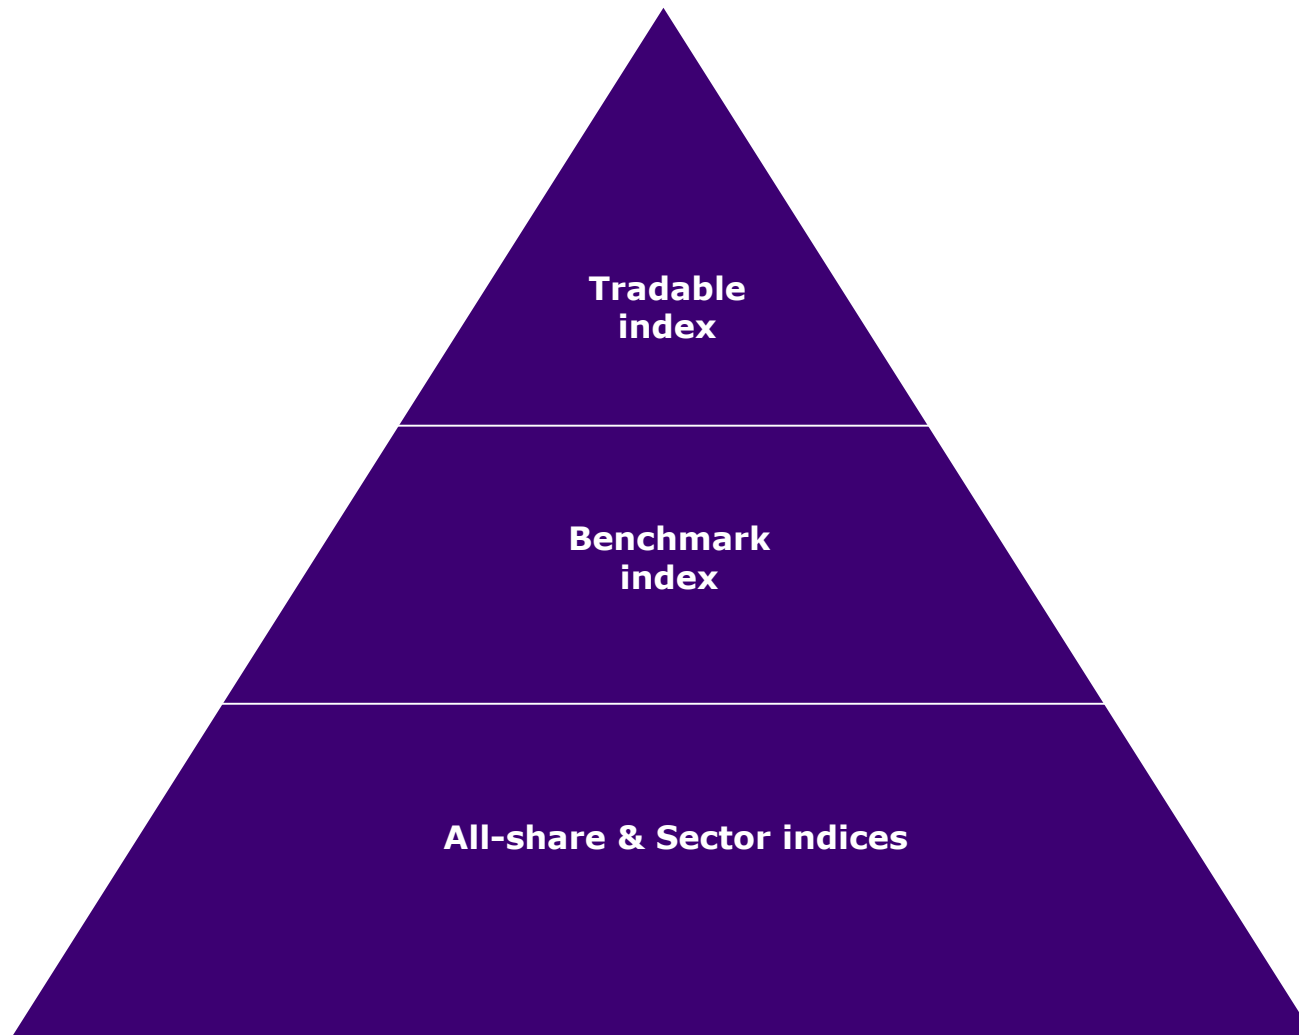 Tradable
index
Benchmark
index
All-share & Sector indices